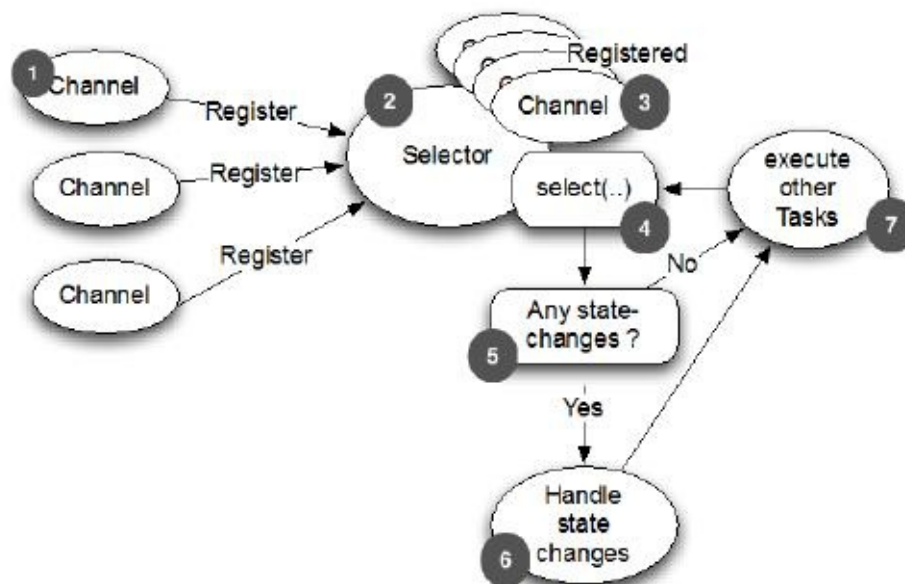 1
Channel
Register
Channel
Register
Channel
Register
2
Selector
Registered
Channel
3
select(..)
4
Any state-
changes ?
5
No
Yes
Handle
state
changes
6
execute
other
Tasks
7